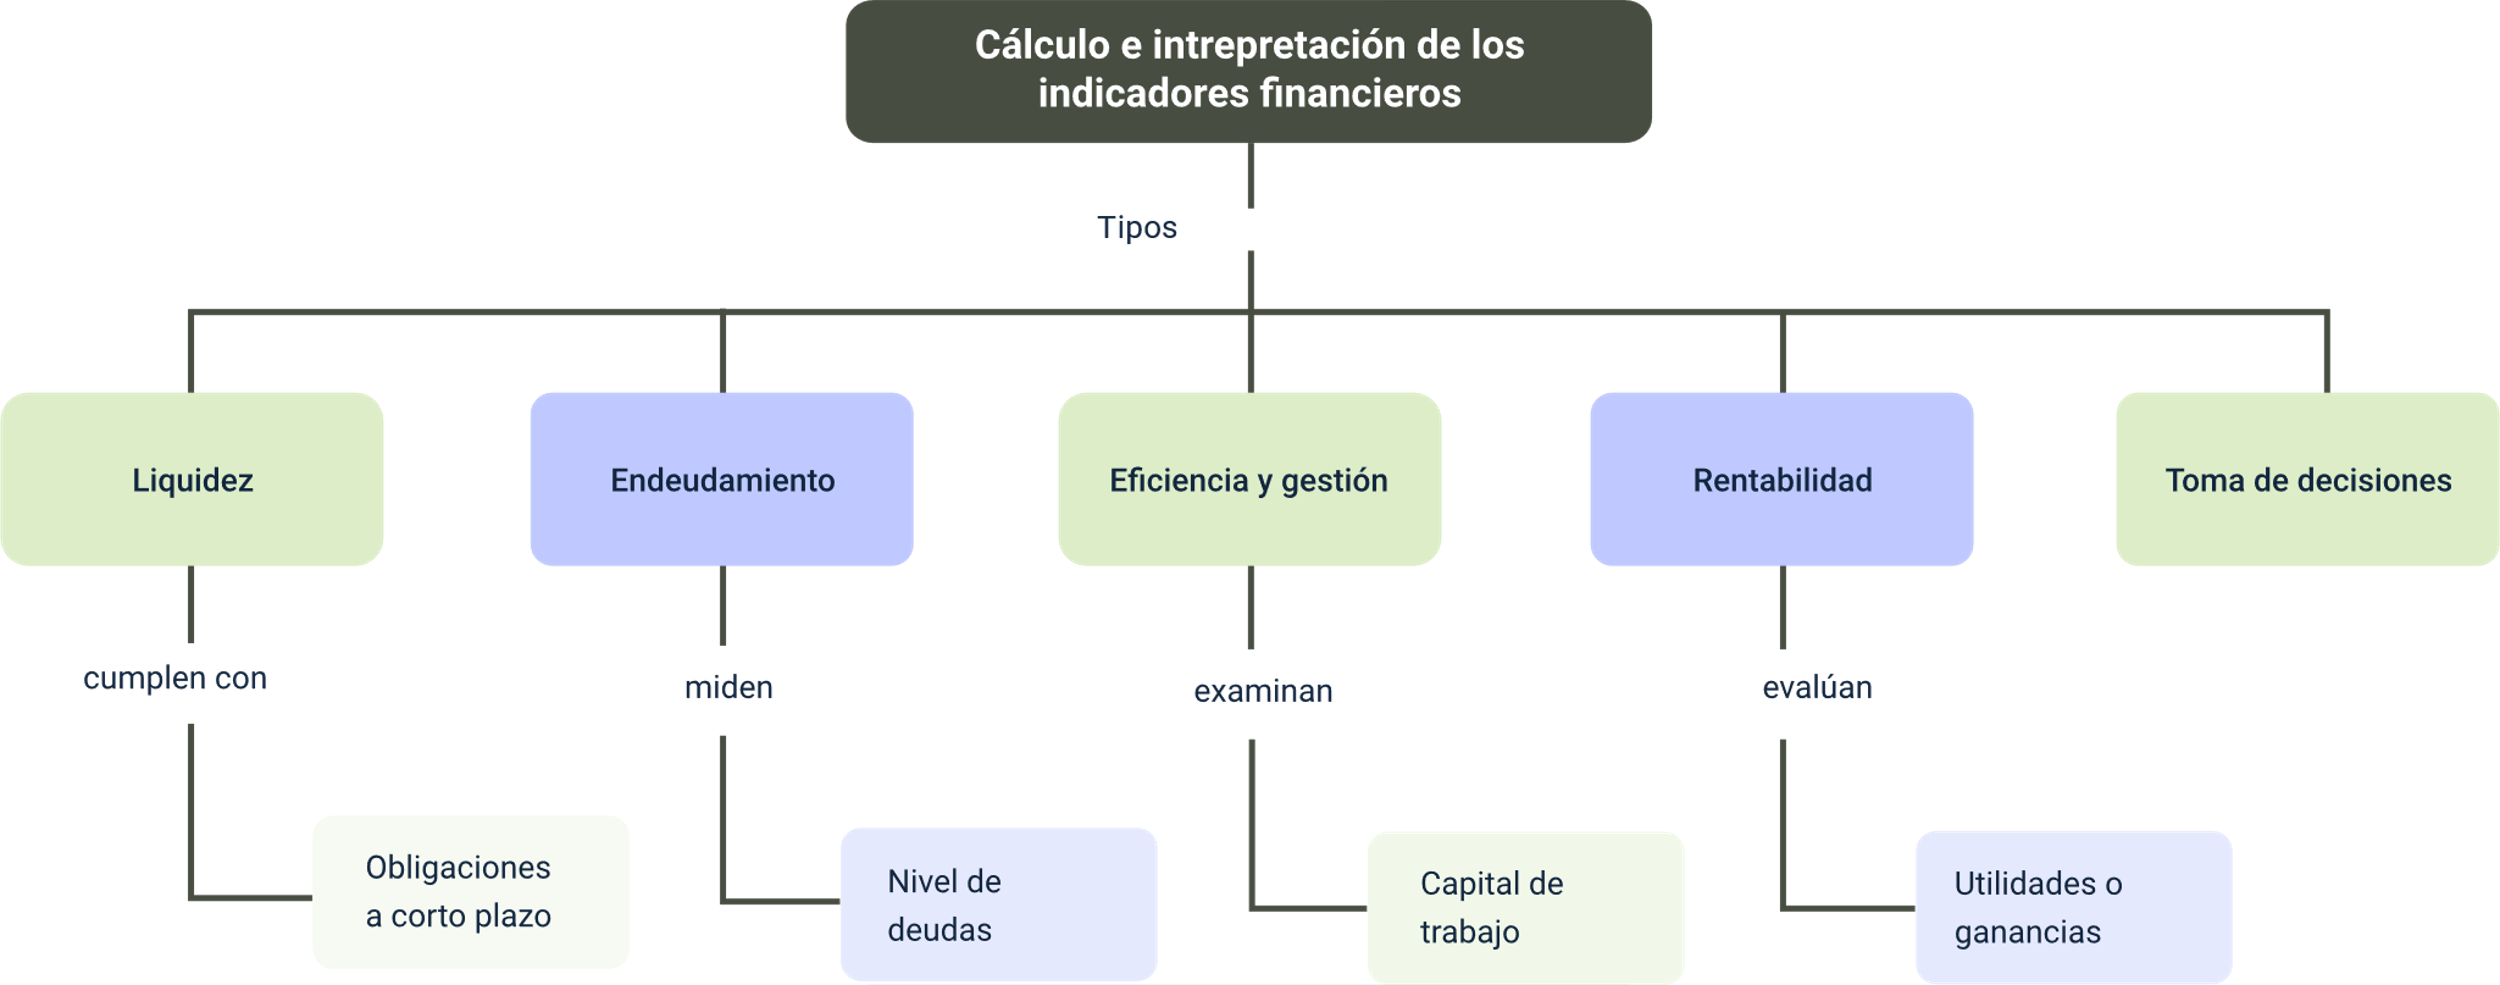 Cálculo e intrepretación de los
indicadores financieros
Tipos
Liquidez
Endeudamiento
Eficiencia y gestión
Rentabilidad
Toma de decisiones
cumplen con
miden
examinan
evalúan
Obligaciones
a corto plazo
Nivel de
deudas
Capital de
trabajo
Utilidades o
ganancias